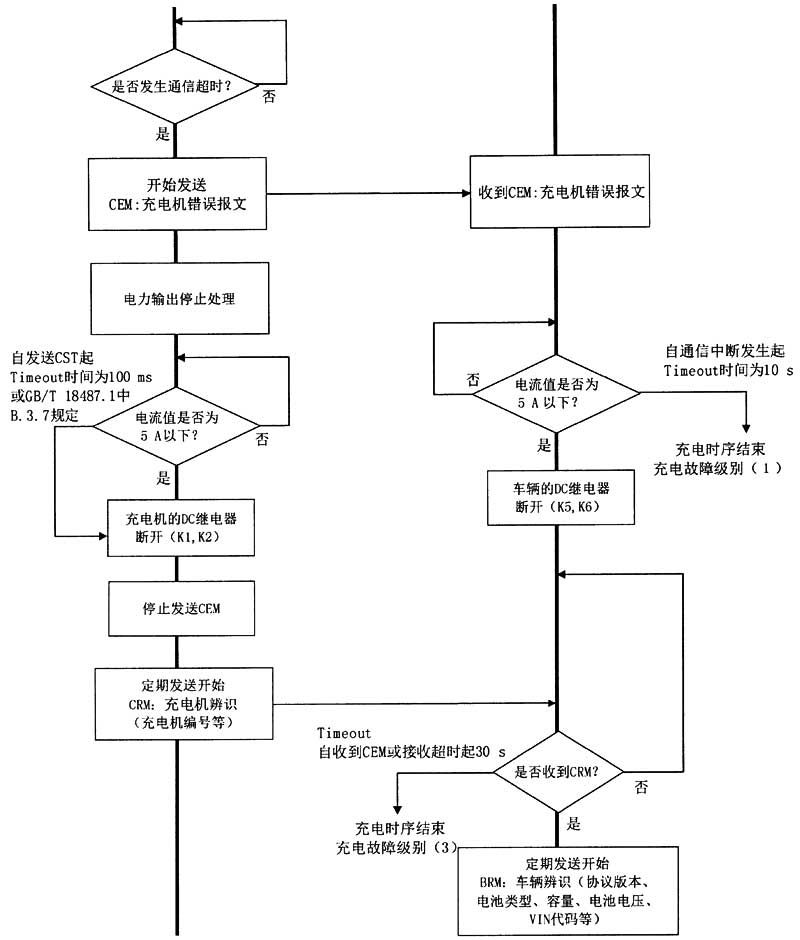 是否发生通信超时？
否
是
开始发送
CEM:充电机错误报文
收到CEM:充电机错误报文
电力输出停止处理
自发送CST起
Timeout时间为100 ms
或GB/T 18487.1中
B.3.7规定
电流值是否为
5 A以下？
否
是
自通信中断发生起
Timeout时间为10 s
否
电流值是否为
5 A以下？
是
充电时序结束
充电故障级别（1）
充电机的DC继电器
断开（K1,K2）
车辆的DC继电器
断开（K5,K6）
停止发送CEM
定期发送开始
CRM：充电机辨识
（充电机编号等）
Timeout
自收到CEM或接收超时起30 s
是否收到CRM？
否
是
充电时序结束
充电故障级别（3）
定期发送开始
BRM：车辆辨识（协议版本、
电池类型、容量、电池电压、
VIN代码等）